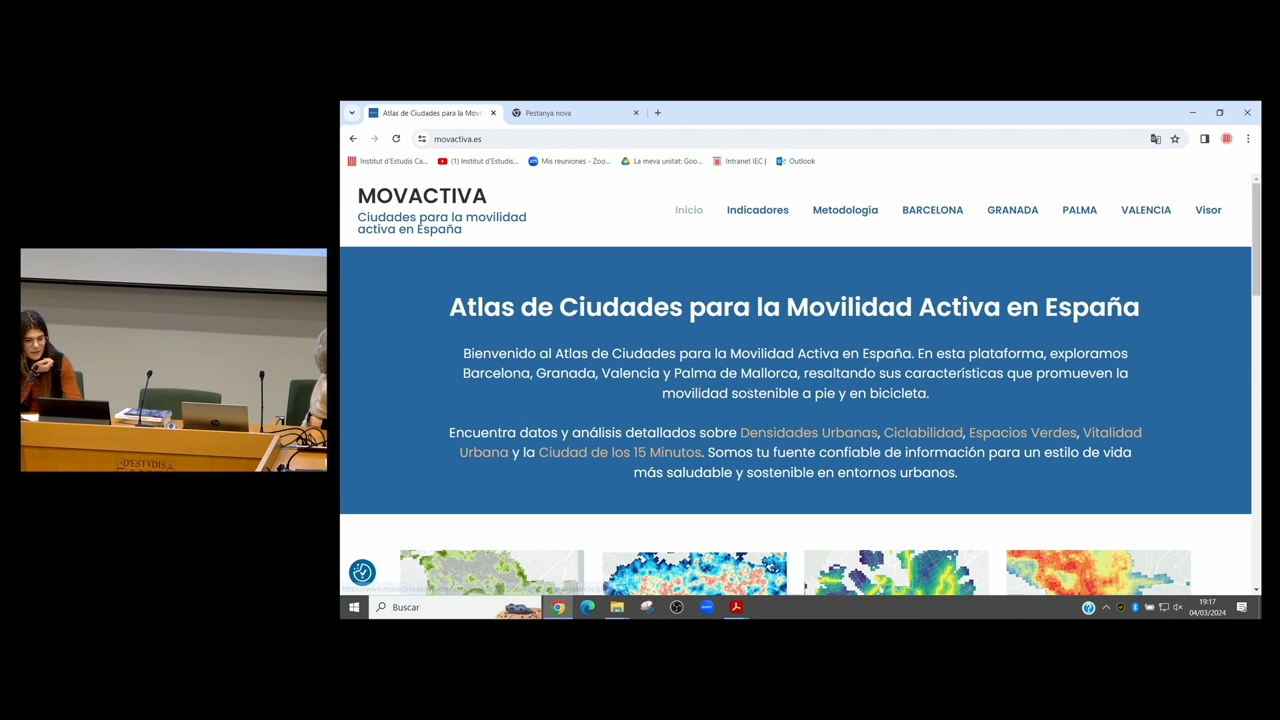 Atlas de Ciudades para la Movi
Pestanya nova
movactiva.es
Institut d'Estudis Ca...
(1) Institut d'Estudis...
Mis reuniones - Zoo...
La meva unitat: Goo...
Intranet IEC |
Outlook
MOVACTIVA
Ciudades para la movilidad
activa en España
Inicio
Indicadores
Metodología
BARCELONA
GRANADA
PALMA
VALENCIA
Visor
Atlas de Ciudades para la Movilidad Activa en España
Bienvenido al Atlas de Ciudades para la Movilidad Activa en España. En esta plataforma, exploramos
Barcelona, Granada, Valencia y Palma de Mallorca, resaltando sus características que promueven la
movilidad sostenible a pie y en bicicleta.
Encuentra datos y análisis detallados sobre Densidades Urbanas, Ciclabilidad, Espacios Verdes, Vitalidad
Urbana y la Ciudad de los 15 Minutos. Somos tu fuente confiable de información para un estilo de vida
más saludable y sostenible en entornos urbanos.
D'ESTVDIS
Buscar
zoom
19:17
04/03/2024